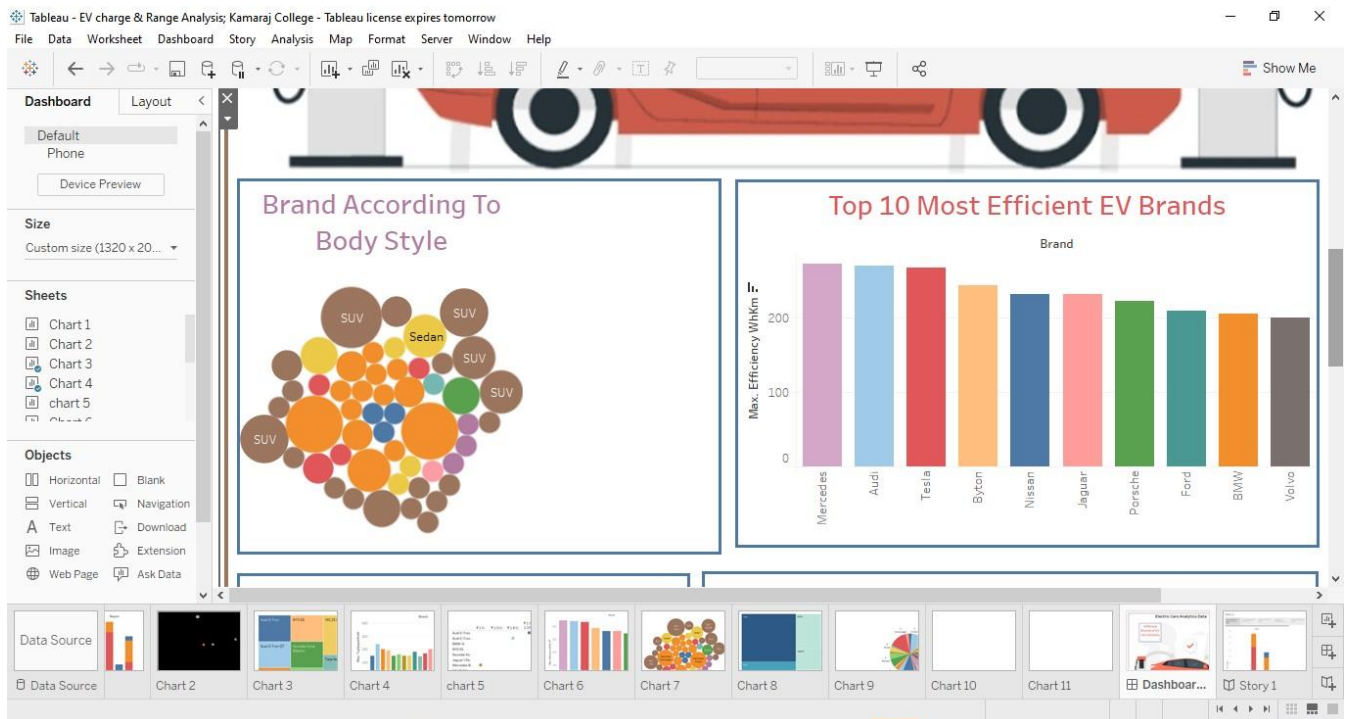 Tableau - EV charge & Range Analysis; Kamaraj College - Tableau license expires tomorrow
File Data Worksheet Dashboard Story Analysis Map Format Server Window Help
Show Me
Dashboard Layout
Default
Phone
Device Preview
Size
Custom size (1320 x 20...
Sheets
Chart 1
Chart 2
Chart 3
Chart 4
chart 5
Objects
Horizontal Blank
Vertical Navigation
Text Download
Image Extension
Web Page Ask Data
Brand According To
Body Style
SUV
SUV
Sedan
SUV
SUV
SUV
Top 10 Most Efficient EV Brands
Brand
Max. Efficiency WhKm
200
100
0
Mercedes
Audi
Tesla
Byton
Nissan
Jaguar
Porsche
Ford
BMW
Volvo
Data Source
Electric Cars Analytics Data
Data Source Chart 2 Chart 3 Chart 4 chart 5 Chart 6 Chart 7 Chart 8 Chart 9 Chart 10 Chart 11 Dashboar... Story 1